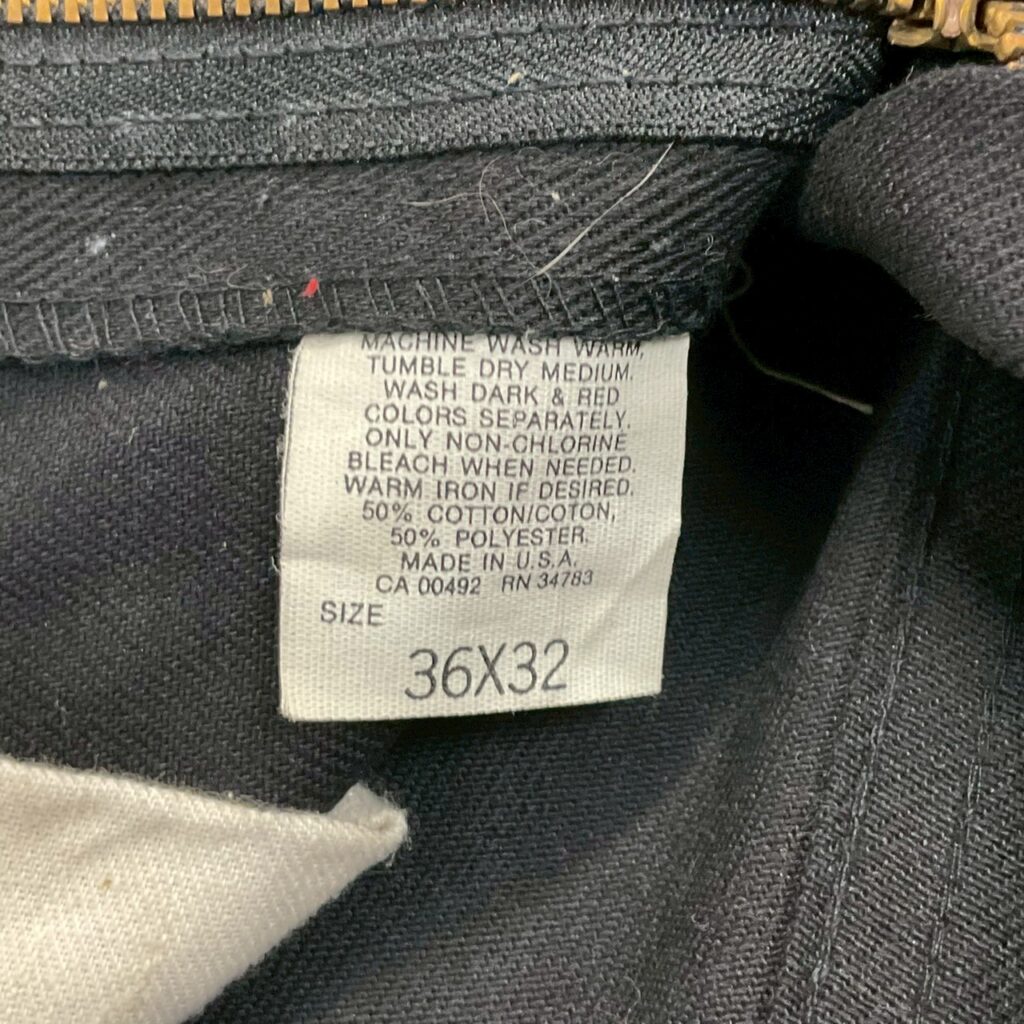 MACHINE WASH WARM,
TUMBLE DRY MEDIUM.
WASH DARK & RED
COLORS SEPARATELY.
ONLY NON-CHLORINE
BLEACH WHEN NEEDED.
WARM IRON IF DESIRED.
50% COTTON/COTON,
50% POLYESTER.
MADE IN U.S.A.
CA 00492 RN 34783
SIZE
36X32